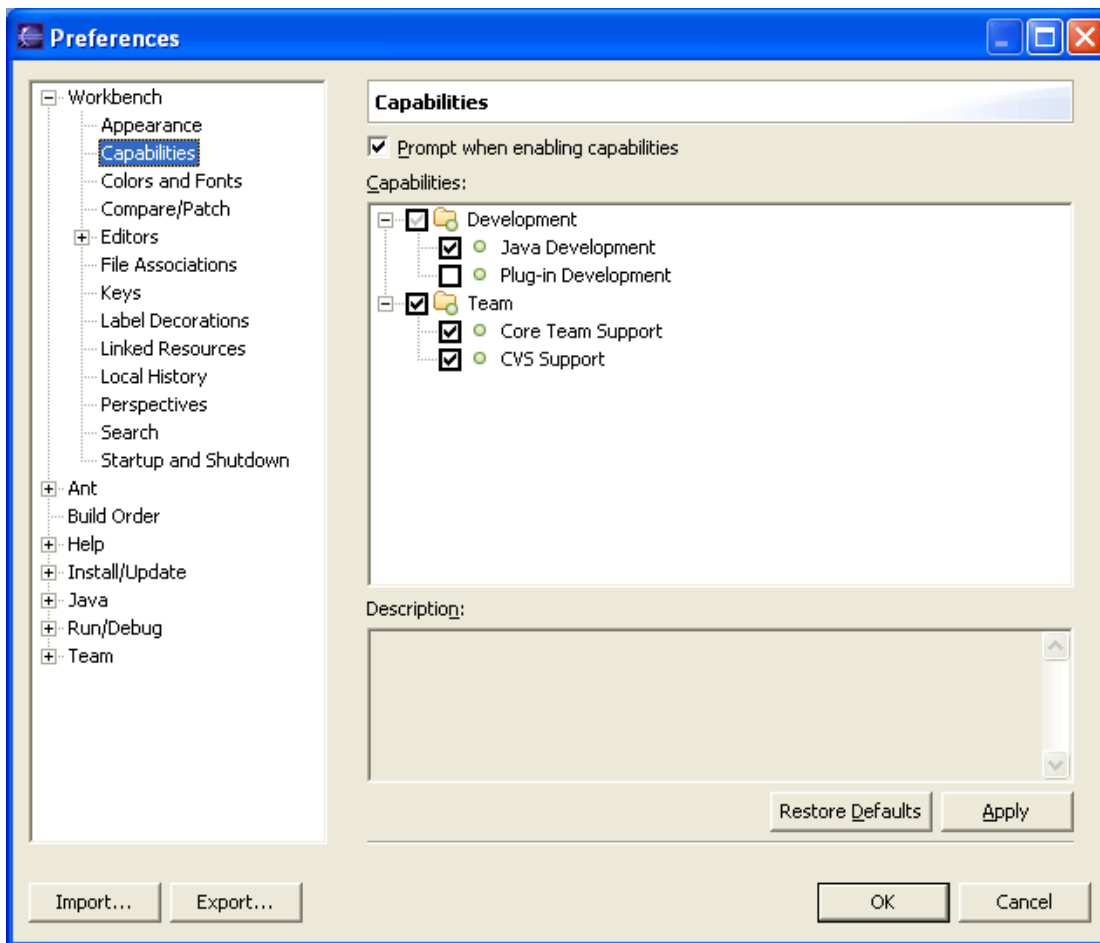 Preferences
Workbench
Appearance
Capabilities
Colors and Fonts
Compare/Patch
Editors
File Associations
Keys
Label Decorations
Linked Resources
Local History
Perspectives
Search
Startup and Shutdown
Ant
Build Order
Help
Install/Update
Java
Run/Debug
Team
Capabilities
Prompt when enabling capabilities
Capabilities:
Development
Java Development
Plug-in Development
Team
Core Team Support
CVS Support
Description:
Restore Defaults
Apply
Import...
Export...
OK
Cancel